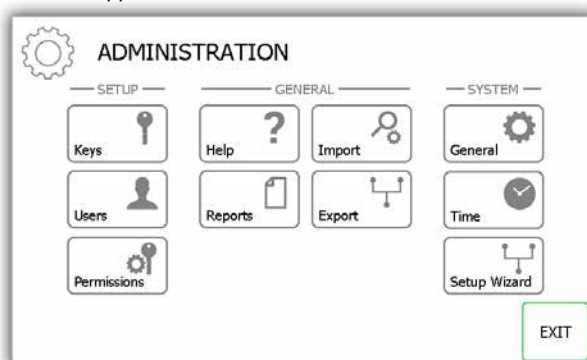 ADMINISTRATION
SETUP
GENERAL
SYSTEM
Keys
Help
Import
General
Users
Reports
Export
Time
Permissions
Setup Wizard
EXIT